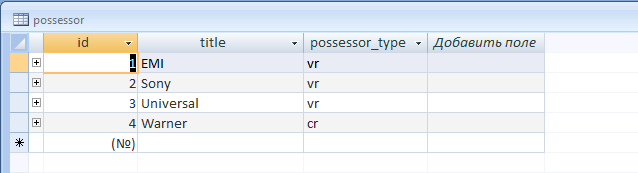 possessor
id title possessor_type Добавить поле
1 EMI vr
2 Sony vr
3 Universal vr
4 Warner cr
(№)